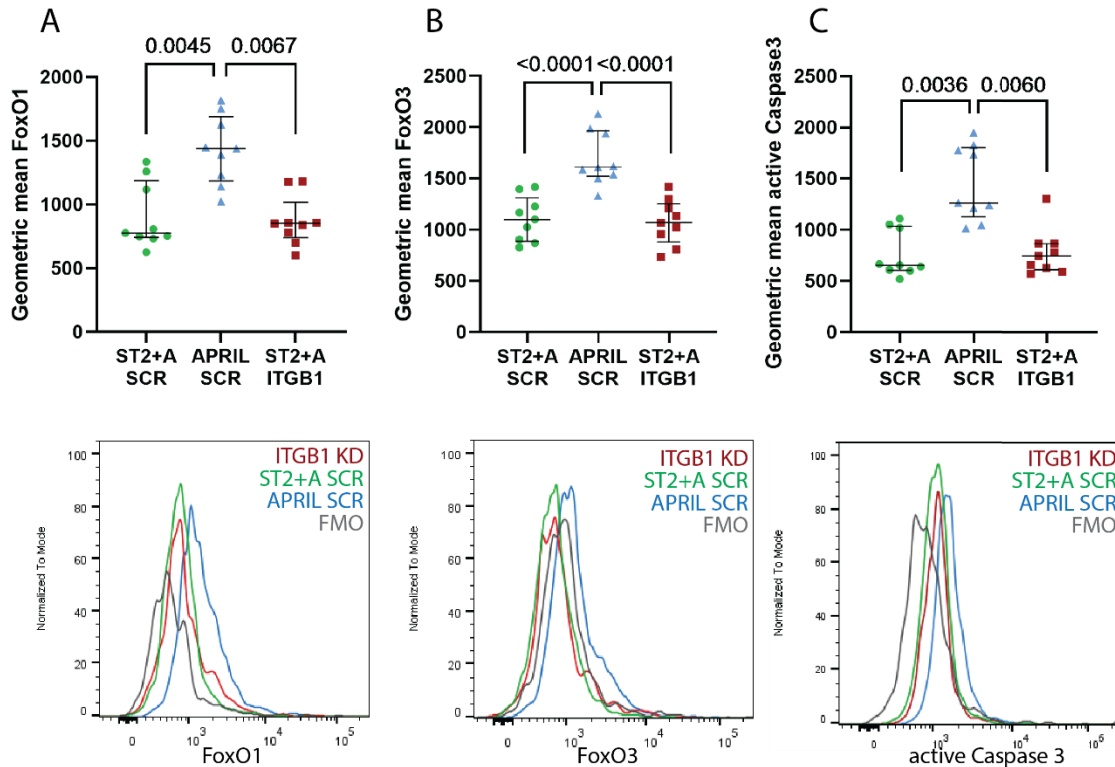 A
0.0045 0.0067
Geometric mean FoxO1
2000
1500
1000
500
0
ST2+A
SCR
APRIL
SCR
ST2+A
ITGB1
B
<0.0001 <0.0001
Geometric mean FoxO3
2500
2000
1500
1000
500
0
ST2+A
SCR
APRIL
SCR
ST2+A
ITGB1
C
0.0036 0.0060
Geometric mean active Caspase3
2500
2000
1500
1000
500
0
ST2+A
SCR
APRIL
SCR
ST2+A
ITGB1
ITGB1 KD
ST2+A SCR
APRIL SCR
FMO
Normalized To Mode
100
80
60
40
20
0
0 10^3 10^4 10^5
FoxO1
ITGB1 KD
ST2+A SCR
APRIL SCR
FMO
Normalized To Mode
100
80
60
40
20
0
0 10^3 10^4 10^5
FoxO3
ITGB1 KD
ST2+A SCR
APRIL SCR
FMO
Normalized To Mode
100
80
60
40
20
0
0 10^3 10^4 10^5
active Caspase 3